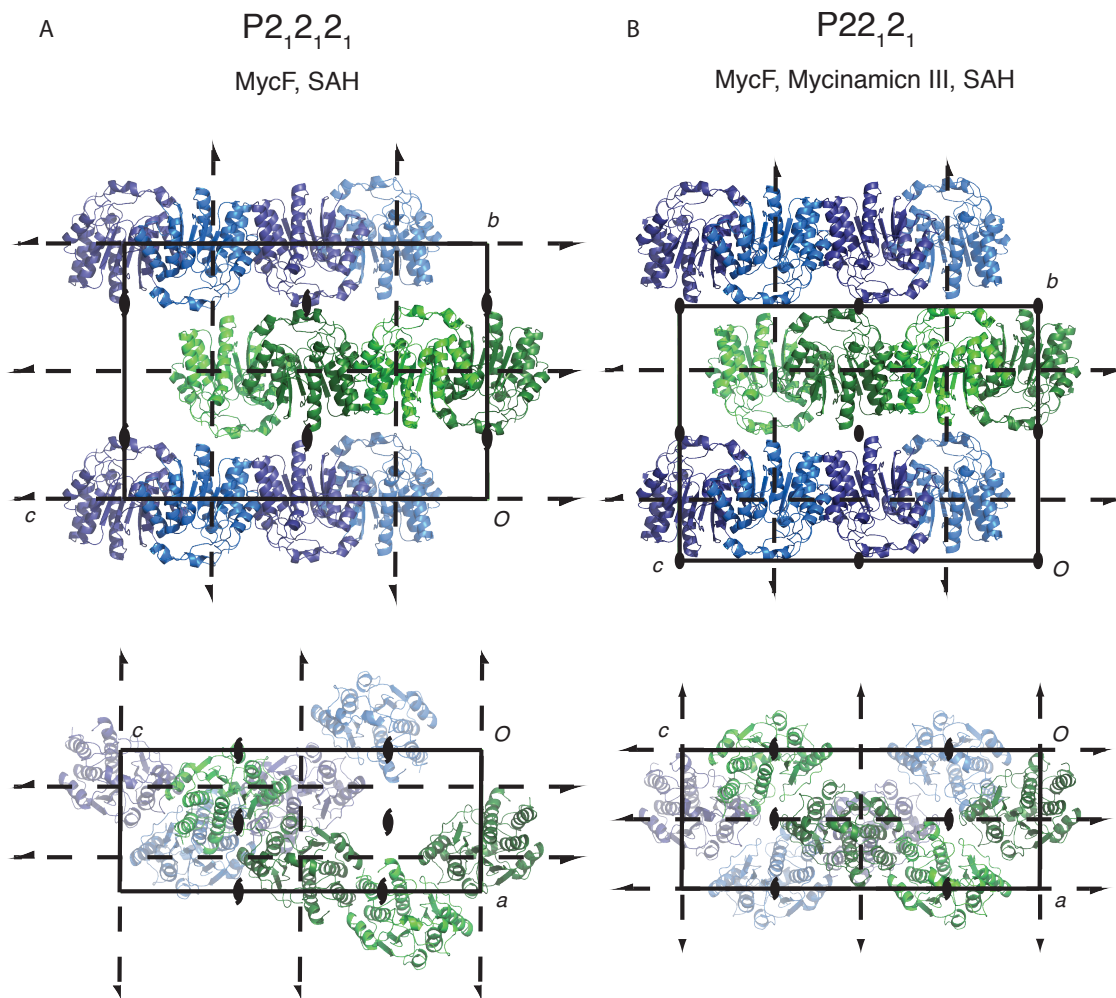 A
P2₁2₁2₁
MycF, SAH
b
c
O
c
O
a
B
P22₁2₁
MycF, Mycinamicn III, SAH
b
c
O
c
O
a